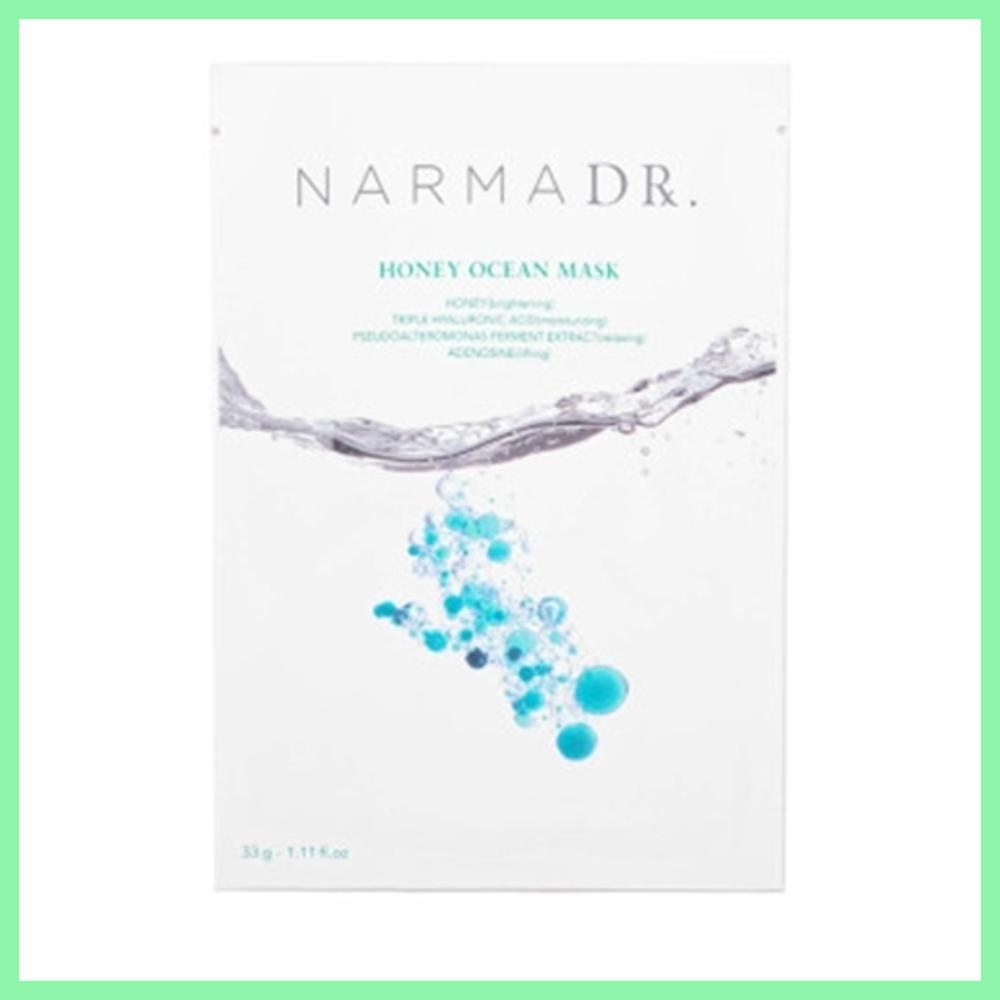 NARMADR.
HONEY OCEAN MASK
HONEY(brightening)
TRIPLE HYALURONIC ACID(moisturizing)
PSEUDOALTEROMONAS FERMENT EXTRACT(relaxing)
ADENOSINE(lifting)
33 g - 1.11 fl.oz